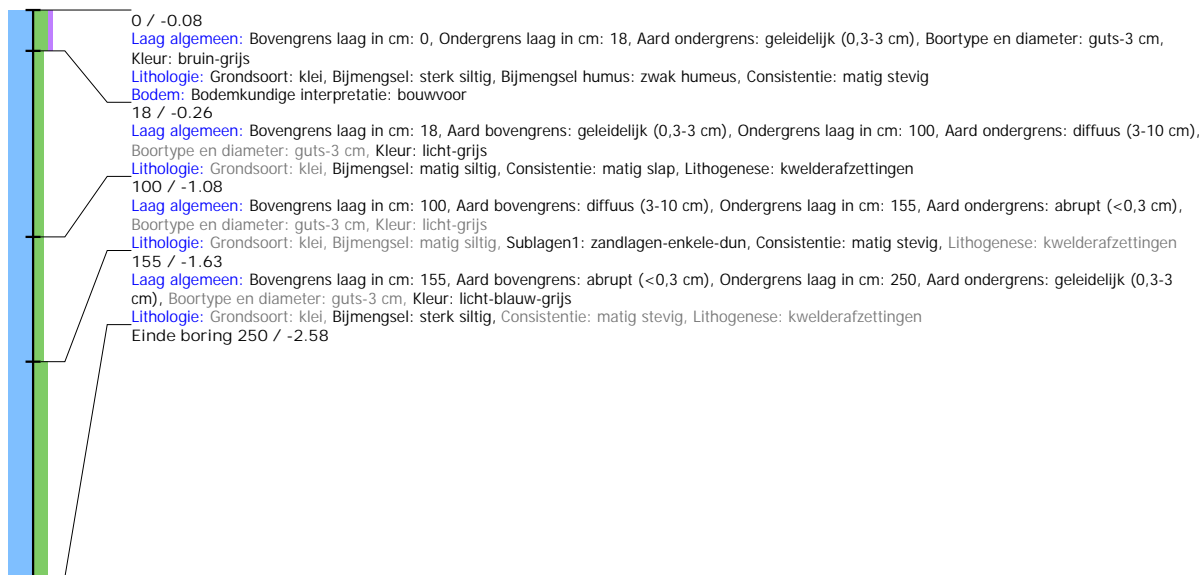 0 / -0.08
Laag algemeen: Bovengrens laag in cm: 0, Ondergrens laag in cm: 18, Aard ondergrens: geleidelijk (0,3-3 cm), Boortype en diameter: guts-3 cm,
Kleur: bruin-grijs
Lithologie: Grondsoort: klei, Bijmengsel: sterk siltig, Bijmengsel humus: zwak humeus, Consistentie: matig stevig
Bodem: Bodemkundige interpretatie: bouwvoor
18 / -0.26
Laag algemeen: Bovengrens laag in cm: 18, Aard bovengrens: geleidelijk (0,3-3 cm), Ondergrens laag in cm: 100, Aard ondergrens: diffuus (3-10 cm),
Boortype en diameter: guts-3 cm, Kleur: licht-grijs
Lithologie: Grondsoort: klei, Bijmengsel: matig siltig, Consistentie: matig slap, Lithogenese: kwelderafzettingen
100 / -1.08
Laag algemeen: Bovengrens laag in cm: 100, Aard bovengrens: diffuus (3-10 cm), Ondergrens laag in cm: 155, Aard ondergrens: abrupt (<0,3 cm),
Boortype en diameter: guts-3 cm, Kleur: licht-grijs
Lithologie: Grondsoort: klei, Bijmengsel: matig siltig, Sublagen1: zandlagen-enkele-dun, Consistentie: matig stevig, Lithogenese: kwelderafzettingen
155 / -1.63
Laag algemeen: Bovengrens laag in cm: 155, Aard bovengrens: abrupt (<0,3 cm), Ondergrens laag in cm: 250, Aard ondergrens: geleidelijk (0,3-3
cm), Boortype en diameter: guts-3 cm, Kleur: licht-blauw-grijs
Lithologie: Grondsoort: klei, Bijmengsel: sterk siltig, Consistentie: matig stevig, Lithogenese: kwelderafzettingen
Einde boring 250 / -2.58